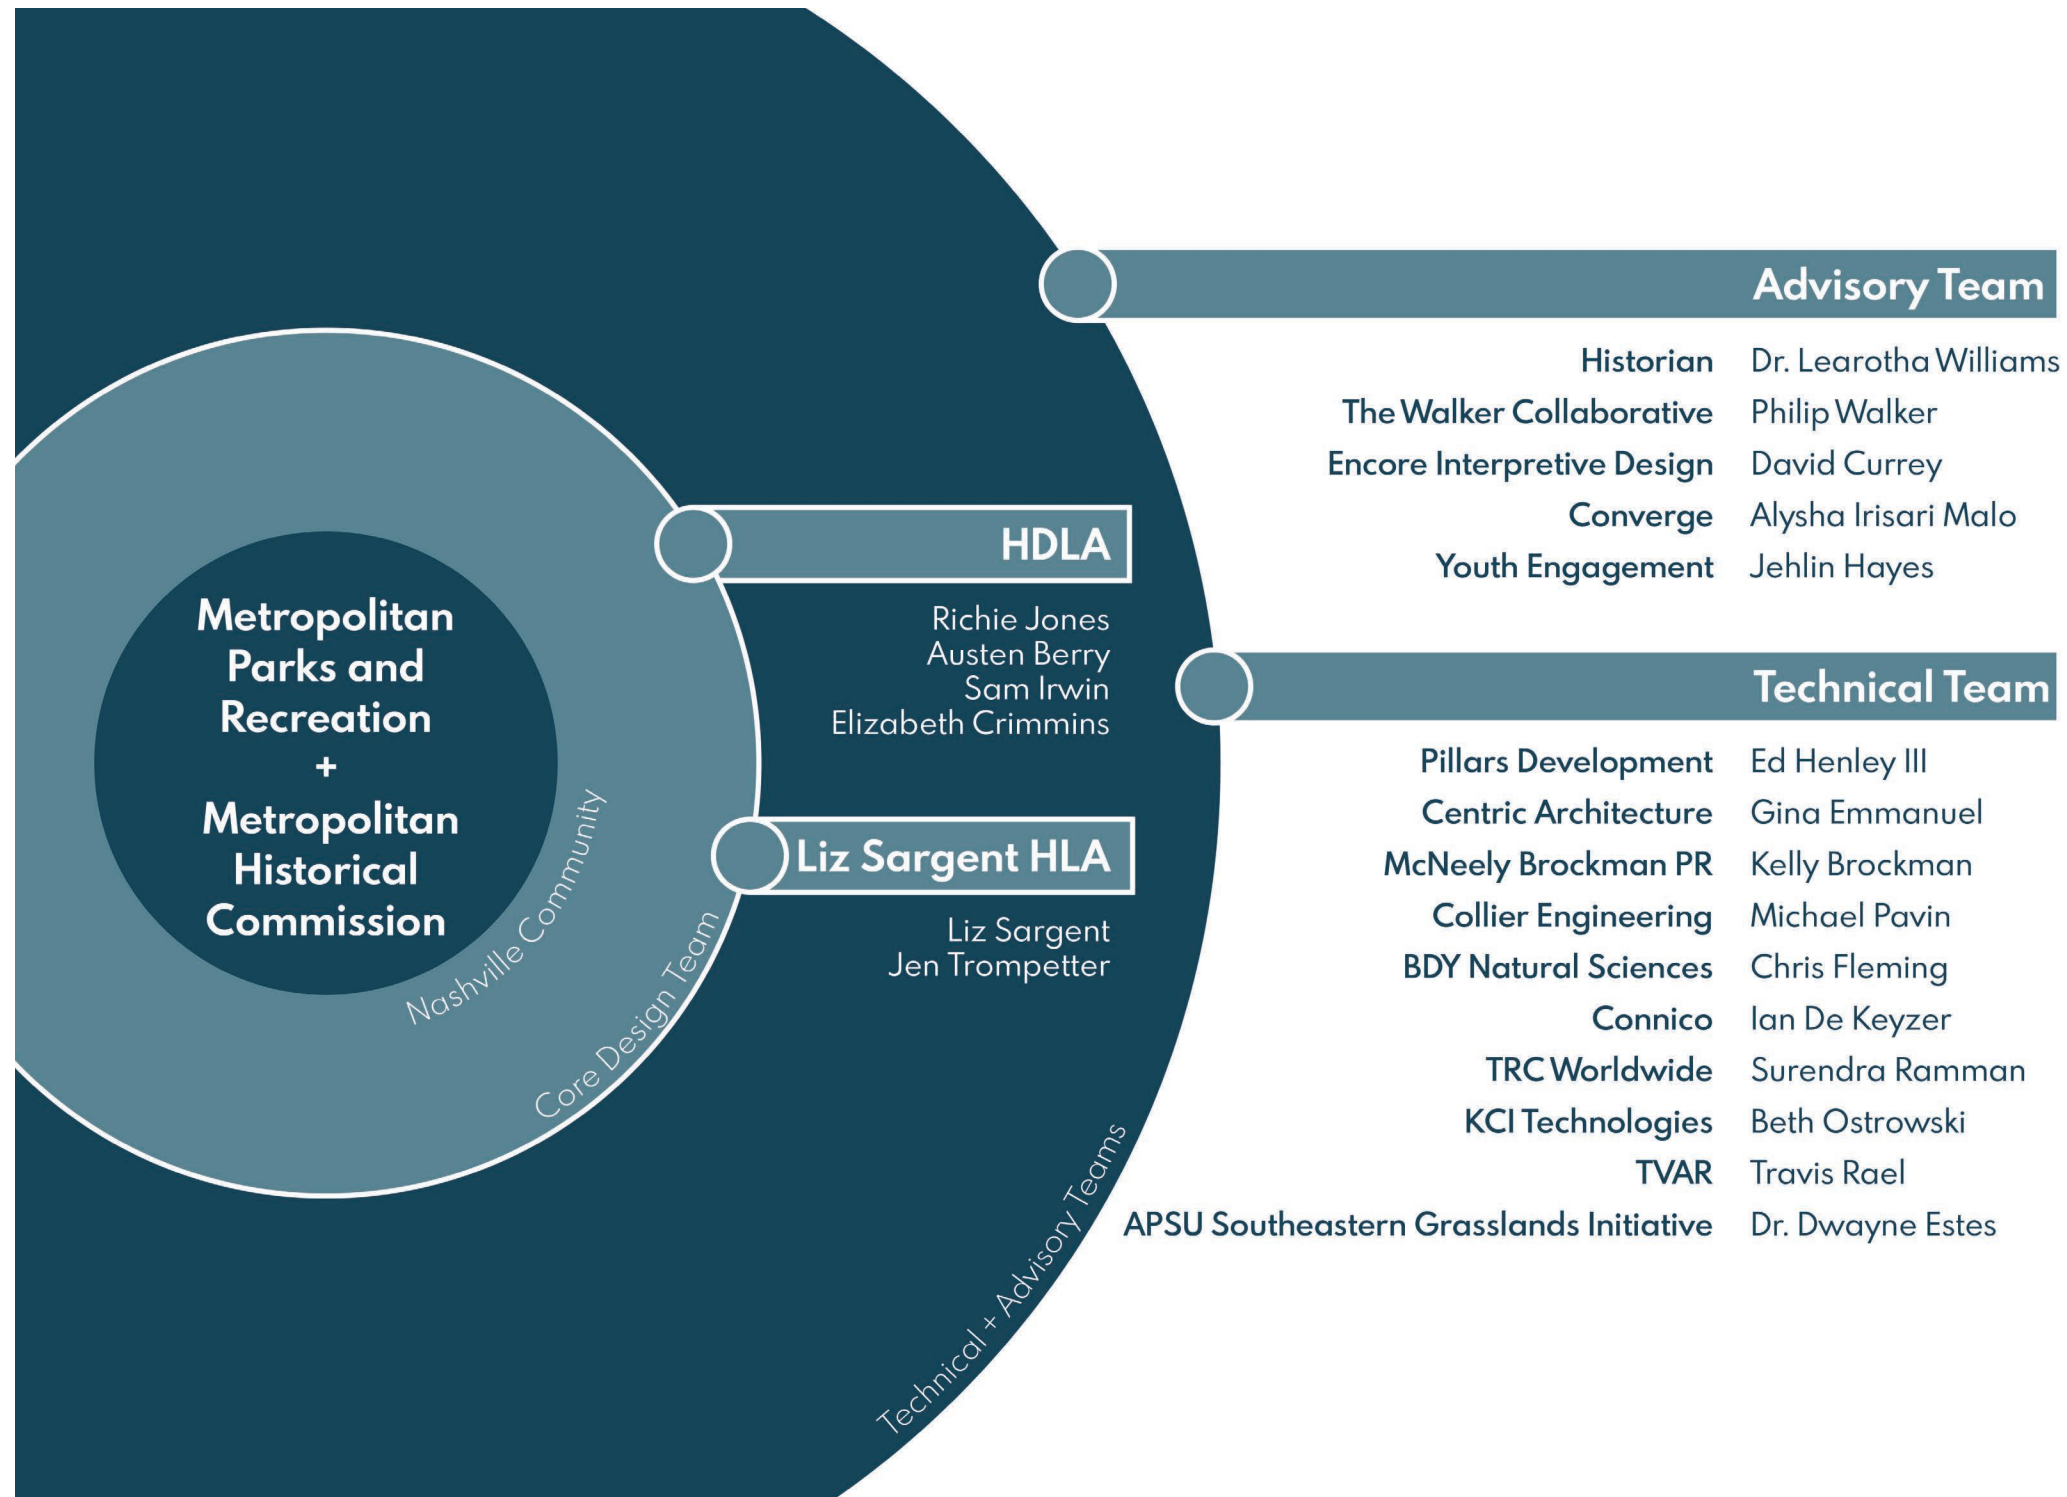 Metropolitan
Parks and
Recreation
+
Metropolitan
Historical
Commission
Nashville Community
Core Design Team
Technical + Advisory Teams
HDLA
Richie Jones
Austen Berry
Sam Irwin
Elizabeth Crimmins
Liz Sargent HLA
Liz Sargent
Jen Trompetter
Advisory Team
Historian Dr. Learotha Williams
The Walker Collaborative Philip Walker
Encore Interpretive Design David Currey
Converge Alysha Irisari Malo
Youth Engagement Jehlin Hayes
Technical Team
Pillars Development Ed Henley III
Centric Architecture Gina Emmanuel
McNeely Brockman PR Kelly Brockman
Collier Engineering Michael Pavin
BDY Natural Sciences Chris Fleming
Connico Ian De Keyzer
TRC Worldwide Surendra Ramman
KCI Technologies Beth Ostrowski
TVAR Travis Rael
APSU Southeastern Grasslands Initiative Dr. Dwayne Estes